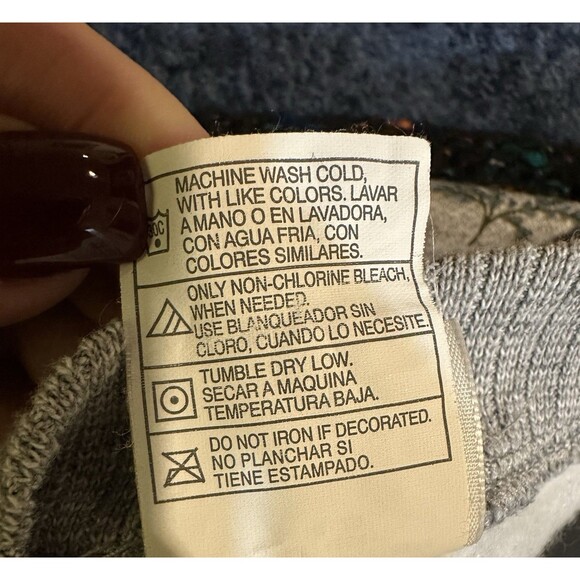 MACHINE WASH COLD,
WITH LIKE COLORS. LAVAR
A MANO O EN LAVADORA,
CON AGUA FRIA, CON
COLORES SIMILARES.
ONLY NON-CHLORINE BLEACH,
WHEN NEEDED.
USE BLANQUEADOR SIN
CLORO, CUANDO LO NECESITE.
TUMBLE DRY LOW.
SECAR A MAQUINA
TEMPERATURA BAJA.
DO NOT IRON IF DECORATED.
NO PLANCHAR SI
TIENE ESTAMPADO.